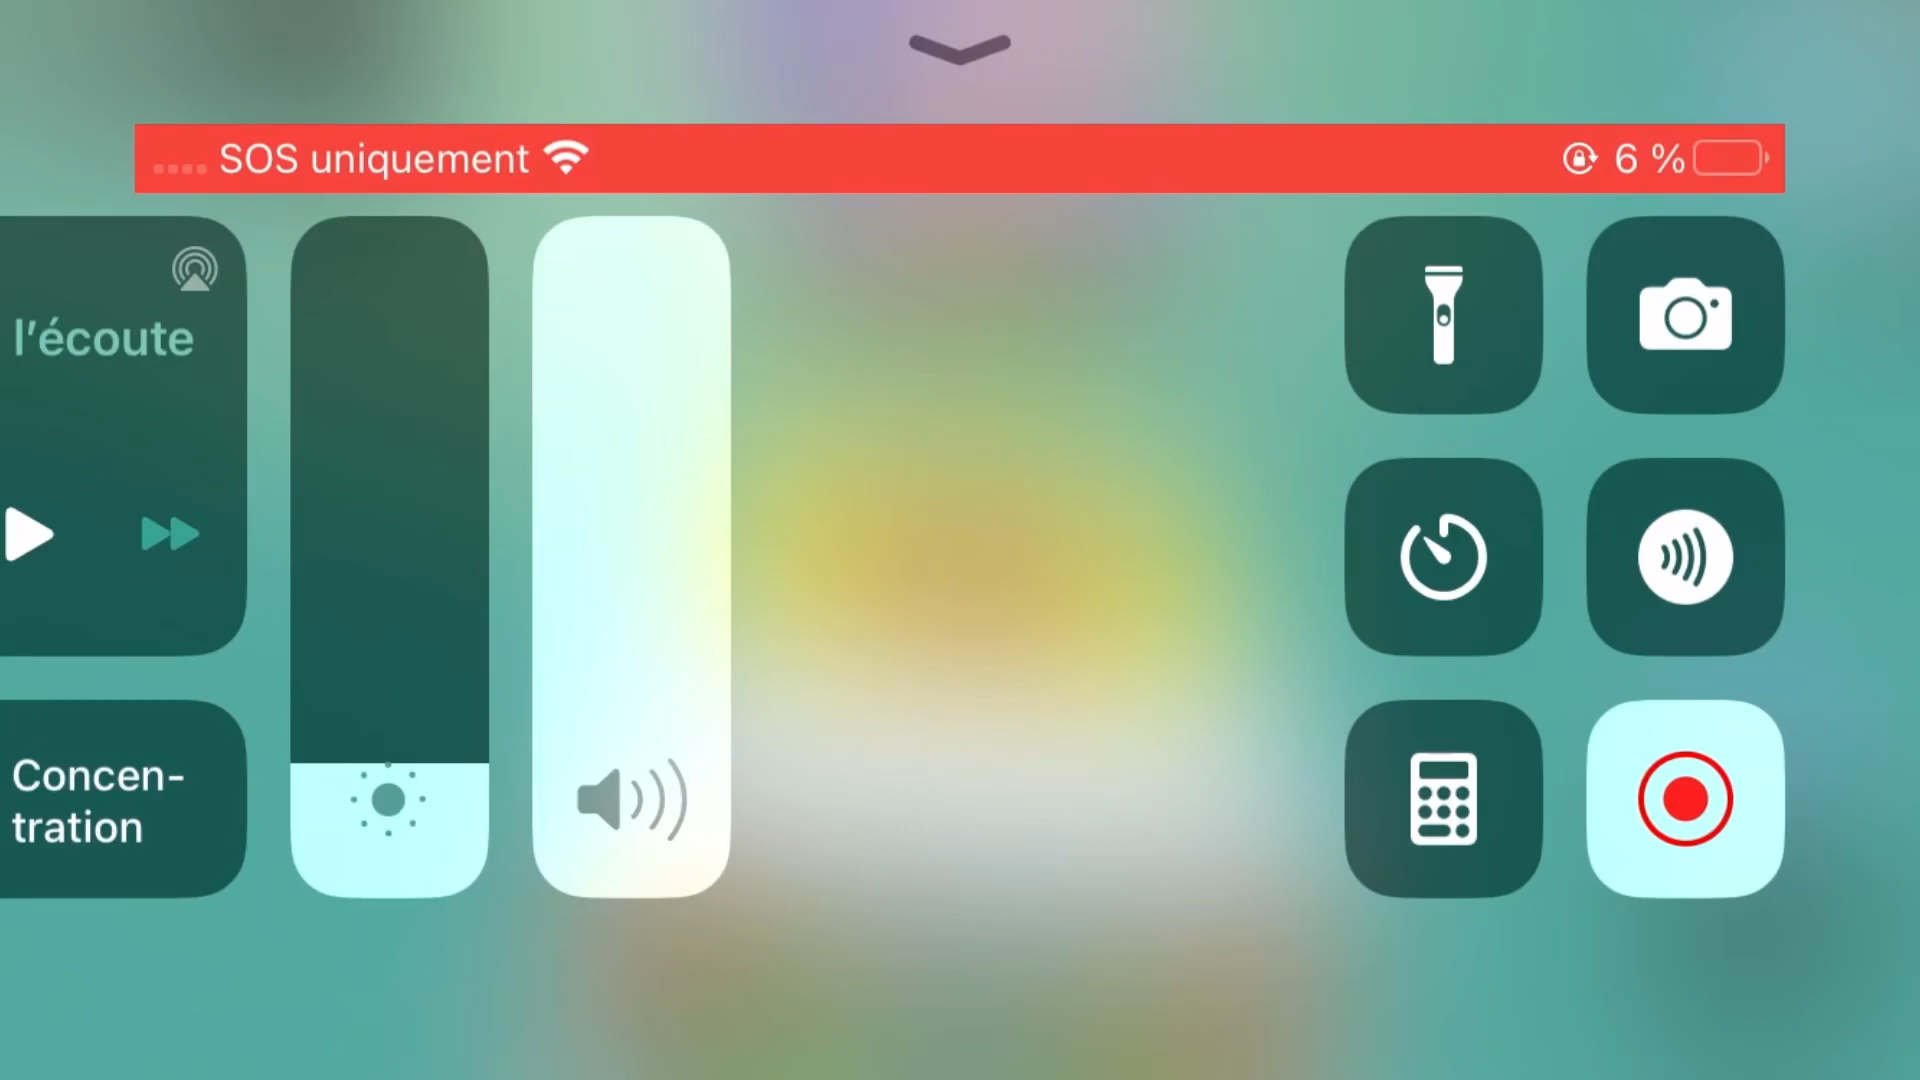 SOS uniquement
6 %
l’écoute
Concen-
tration